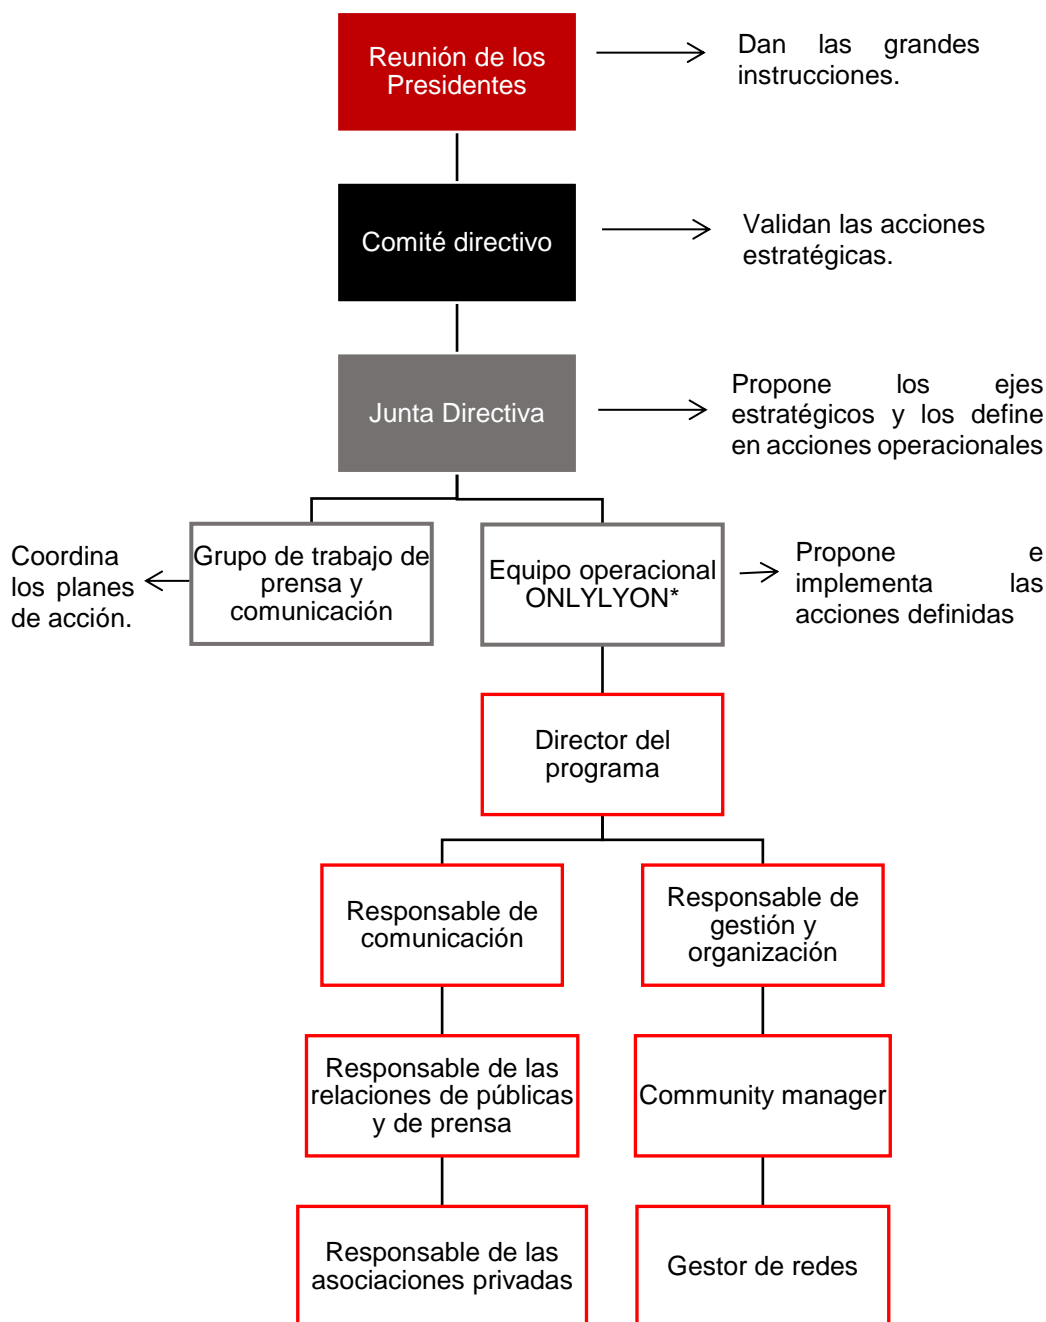 Reunión de los
Presidentes
Dan las grandes
instrucciones.
Comité directivo
Validan las acciones
estratégicas.
Junta Directiva
Propone los ejes
estratégicos y los define
en acciones operacionales
Coordina
los planes
de acción.
Grupo de trabajo de
prensa y
comunicación
Equipo operacional
ONLYLYON*
Propone e
implementa las
acciones definidas
Director del
programa
Responsable de
comunicación
Responsable de
gestión y
organización
Responsable de las
relaciones de públicas
y de prensa
Community manager
Responsable de las
asociaciones privadas
Gestor de redes